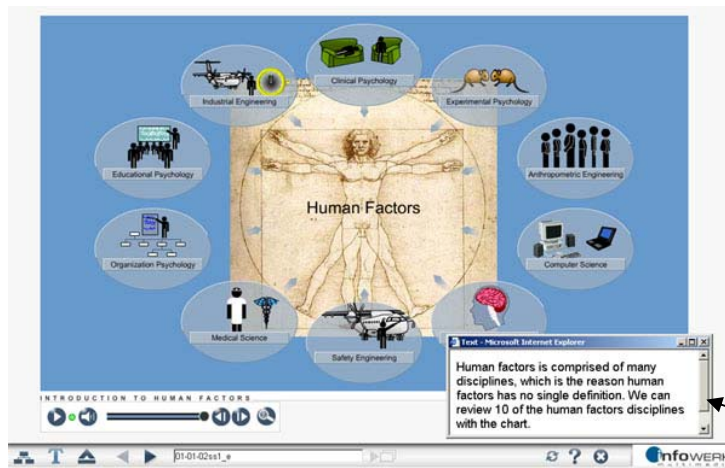 Clinical Psychology
Industrial Engineering
Experimental Psychology
Educational Psychology
Anthropometric Engineering
Human Factors
Organization Psychology
Computer Science
Medical Science
Safety Engineering
Text - Microsoft Internet Explorer
Human factors is comprised of many
disciplines, which is the reason human
factors has no single definition. We can
review 10 of the human factors disciplines
with the chart.
INTRODUCTION TO HUMAN FACTORS
T
01-01-02ss1_e
?